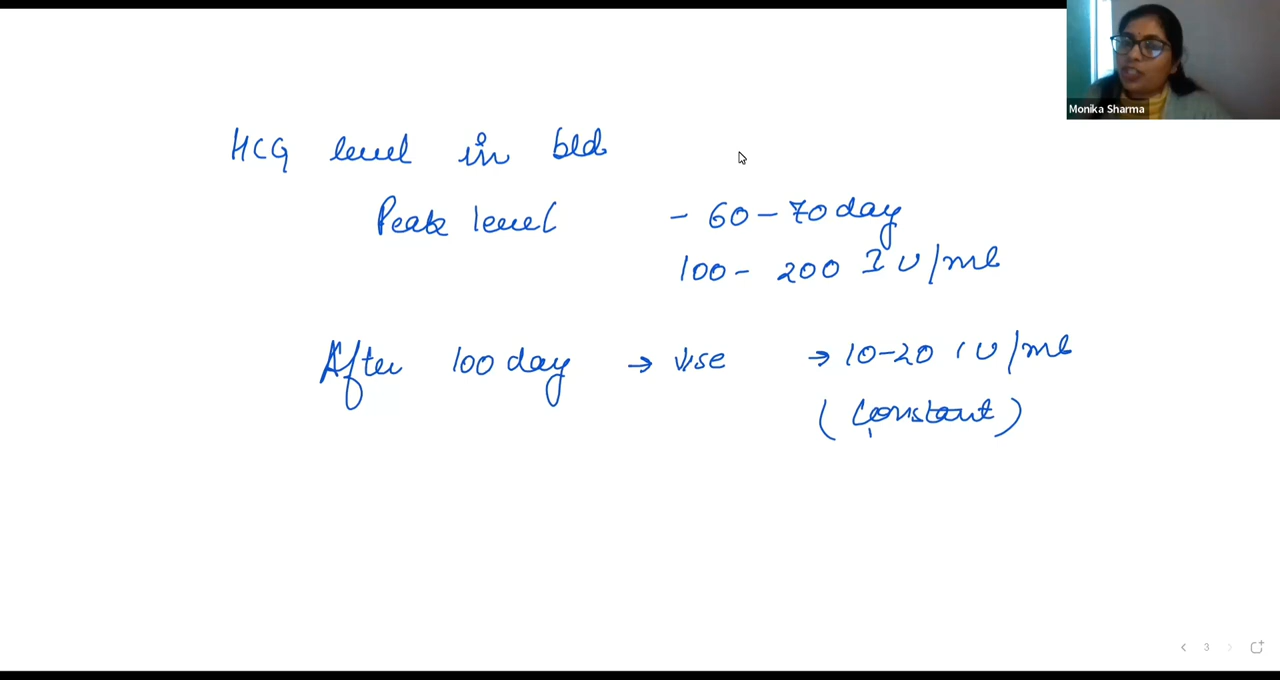 Monika Sharma
HCG level in bld
Peak level - 60-70 day
100-200 IU/ml
After 100 day → → 10-20 IU/ml
(Constant)
3